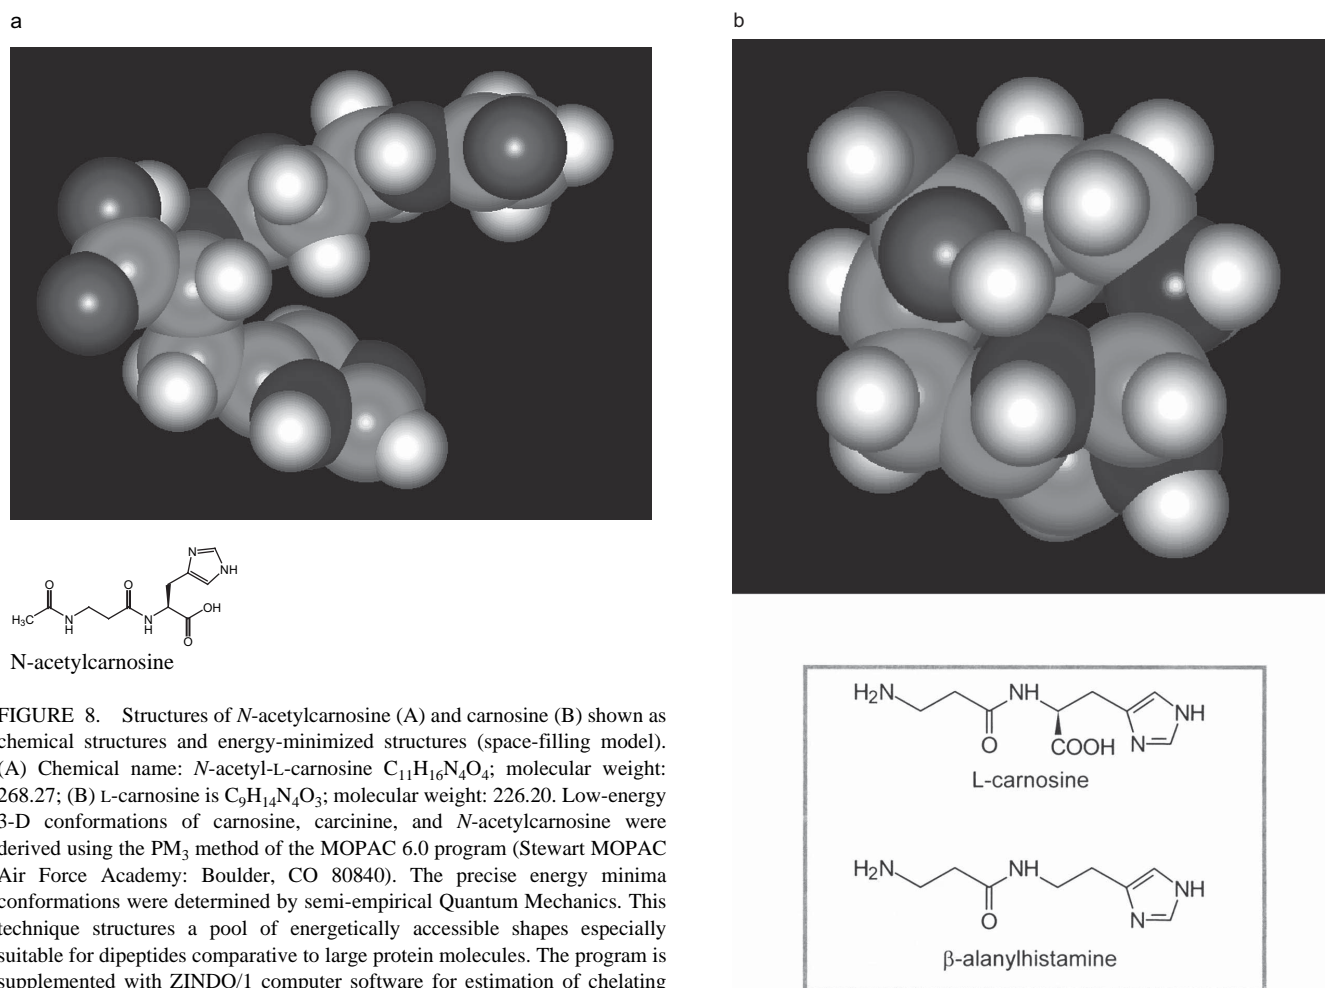 a
b
O
O
N
NH
H₃C
N
H
N
H
OH
O
N-acetylcarnosine
FIGURE 8. Structures of N-acetylcarnosine (A) and carnosine (B) shown as
chemical structures and energy-minimized structures (space-filling model).
(A) Chemical name: N-acetyl-L-carnosine C₁₁H₁₆N₄O₄; molecular weight:
268.27; (B) L-carnosine is C₉H₁₄N₄O₃; molecular weight: 226.20. Low-energy
3-D conformations of carnosine, carcinine, and N-acetylcarnosine were
derived using the PM₃ method of the MOPAC 6.0 program (Stewart MOPAC
Air Force Academy: Boulder, CO 80840). The precise energy minima
conformations were determined by semi-empirical Quantum Mechanics. This
technique structures a pool of energetically accessible shapes especially
suitable for dipeptides comparative to large protein molecules. The program is
supplemented with ZINDO/1 computer software for estimation of chelating
H₂N
NH
NH
O
COOH
N
L-carnosine
H₂N
NH
NH
O
N
β-alanylhistamine